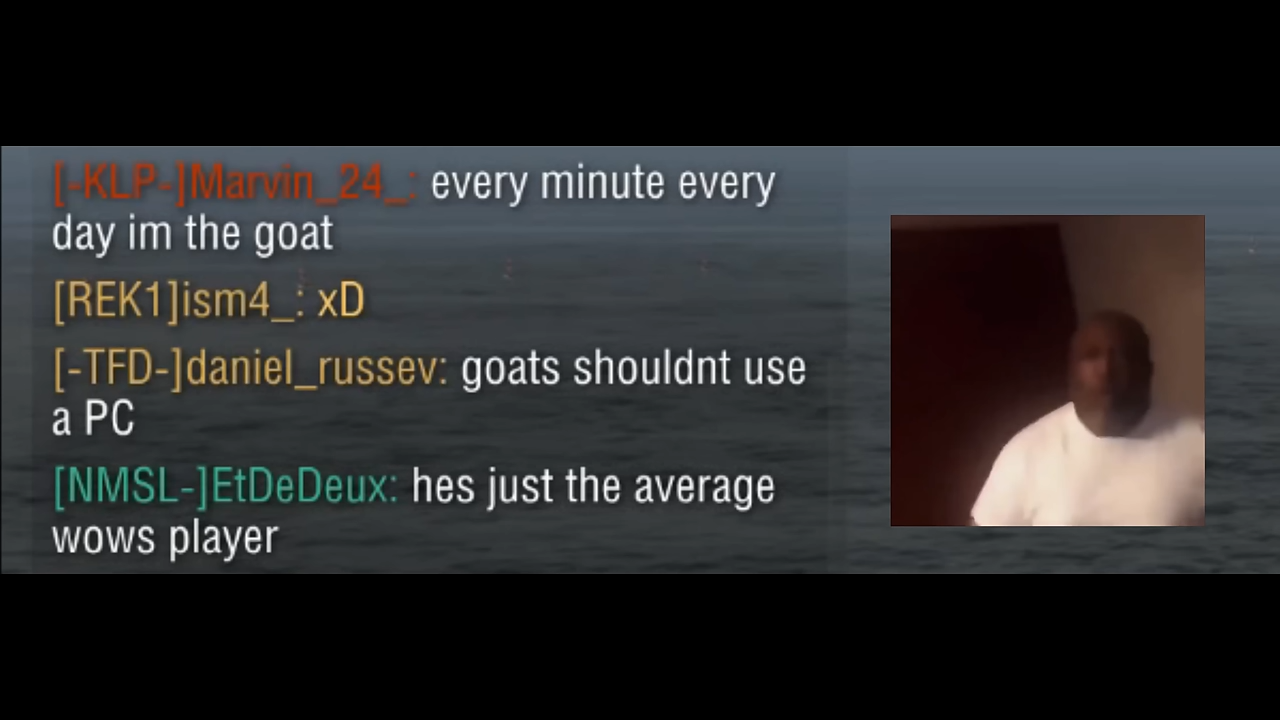 [-KLP-]Marvin_24_: every minute every
day im the goat
[REK1]ism4_: xD
[-TFD-]daniel_russev: goats shouldnt use
a PC
[NMSL-]EtDeDeux: hes just the average
wows player